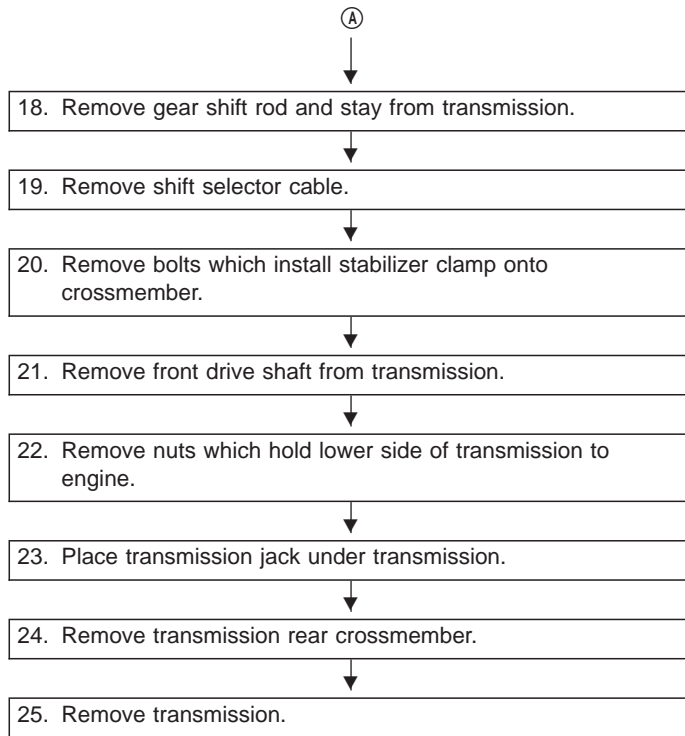 Ⓐ
18. Remove gear shift rod and stay from transmission.
19. Remove shift selector cable.
20. Remove bolts which install stabilizer clamp onto
crossmember.
21. Remove front drive shaft from transmission.
22. Remove nuts which hold lower side of transmission to
engine.
23. Place transmission jack under transmission.
24. Remove transmission rear crossmember.
25. Remove transmission.